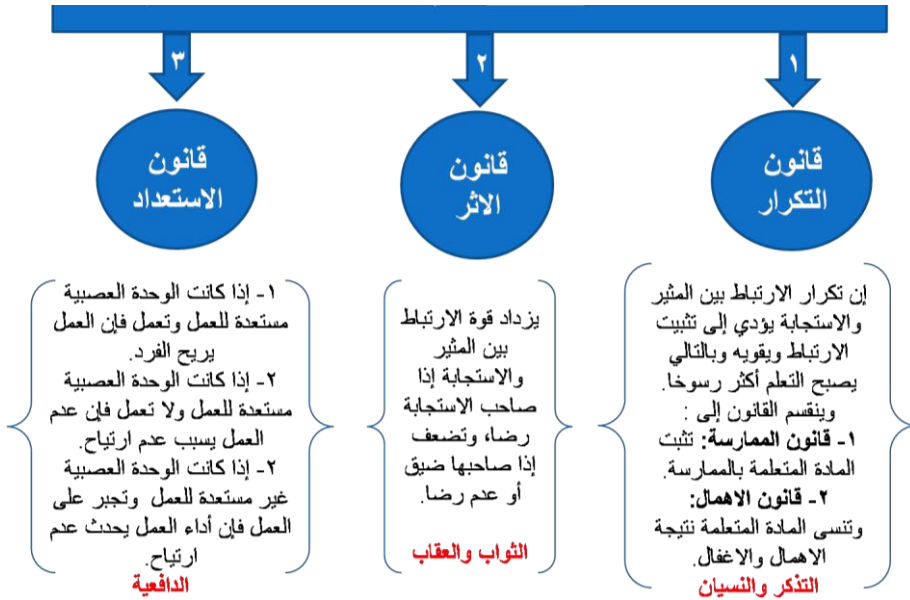 ١
قانون
التكرار
إن تكرار الارتباط بين المثير
والاستجابة يؤدي إلى تثبيت
الارتباط ويقويه وبالتالي
يصبح التعلم أكثر رسوخا.
وينقسم القانون إلى :
١- قانون الممارسة: تثبت
المادة المتعلمة بالممارسة.
٢- قانون الاهمال:
وتنسى المادة المتعلمة نتيجة
الاهمال والاغفال.
التذكر والنسيان
٢
قانون
الاثر
يزداد قوة الارتباط
بين المثير
والاستجابة إذا
صاحب الاستجابة
رضا، وتضعف
إذا صاحبها ضيق
أو عدم رضا.
الثواب والعقاب
٣
قانون
الاستعداد
١- إذا كانت الوحدة العصبية
مستعدة للعمل وتعمل فإن العمل
يريح الفرد.
٢- إذا كانت الوحدة العصبية
مستعدة للعمل ولا تعمل فإن عدم
العمل يسبب عدم ارتياح.
٢- إذا كانت الوحدة العصبية
غير مستعدة للعمل وتجبر على
العمل فإن أداء العمل يحدث عدم
ارتياح.
الدافعية